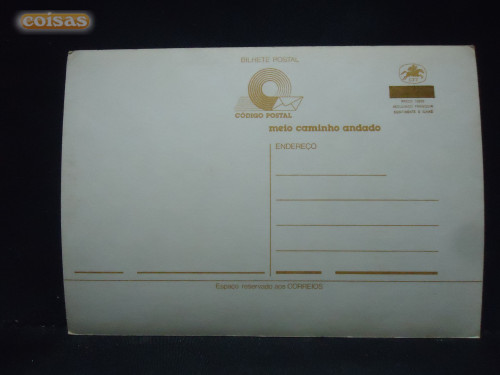 coisas
BILHETE POSTAL
CÓDIGO POSTAL
meio caminho andado
ENDEREÇO
Espaço reservado aos CORREIOS